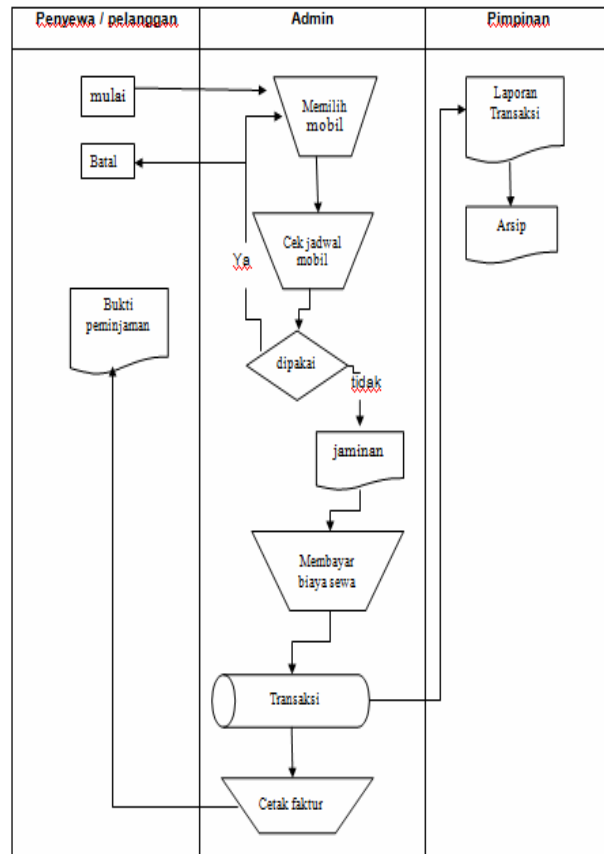 Penyewa / pelanggan
Admin
Pimpinan
mulai
Memilih
mobil
Laporan
Transaksi
Batal
Cek jadwal
mobil
Arsip
Ya
Bukti
peminjaman
dipakai
tidak
jaminan
Membayar
biaya sewa
Transaksi
Cetak faktur